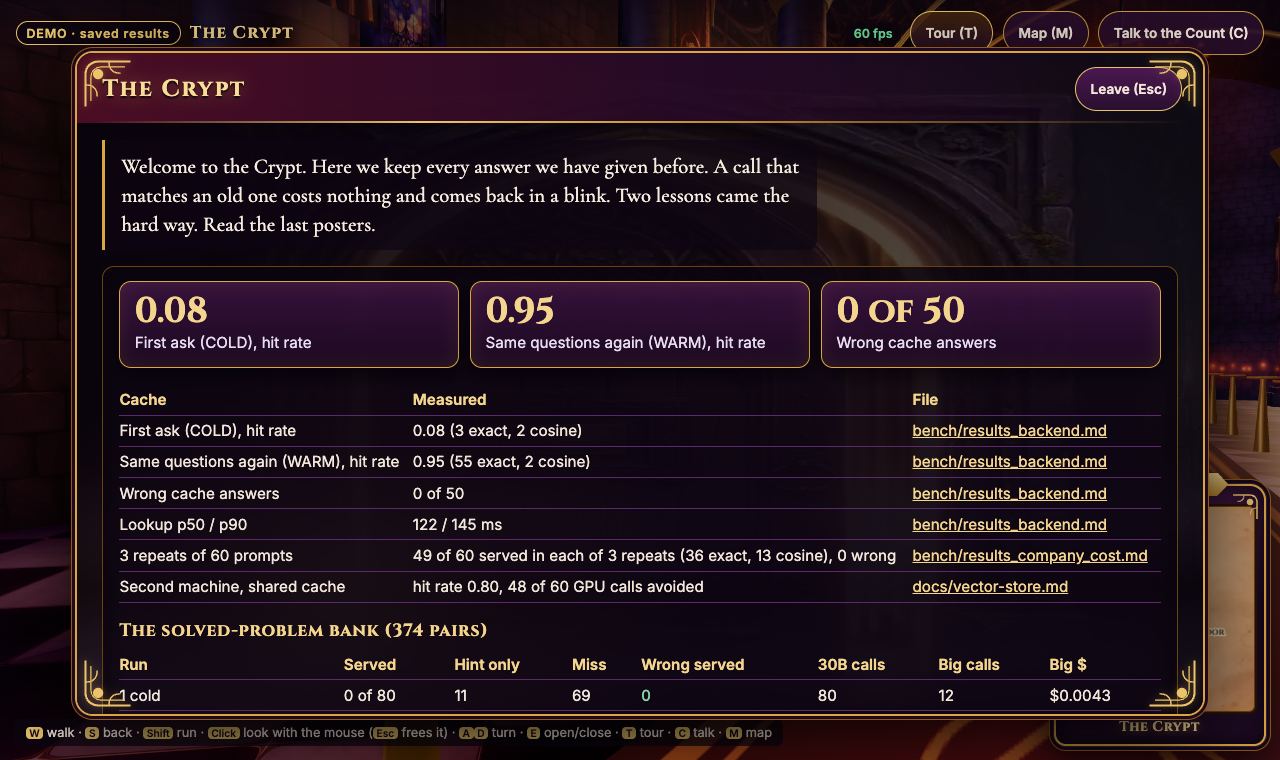 DEMO · saved results The Crypt 60 fps Tour (T) Map (M) Talk to the Count (C)
The Crypt Leave (Esc)
Welcome to the Crypt. Here we keep every answer we have given before. A call that
matches an old one costs nothing and comes back in a blink. Two lessons came the
hard way. Read the last posters.
0.08 0.95 0 of 50
First ask (COLD), hit rate Same questions again (WARM), hit rate Wrong cache answers
Cache Measured File
First ask (COLD), hit rate 0.08 (3 exact, 2 cosine) bench/results_backend.md
Same questions again (WARM), hit rate 0.95 (55 exact, 2 cosine) bench/results_backend.md
Wrong cache answers 0 of 50 bench/results_backend.md
Lookup p50 / p90 122 / 145 ms bench/results_backend.md
3 repeats of 60 prompts 49 of 60 served in each of 3 repeats (36 exact, 13 cosine), 0 wrong bench/results_company_cost.md
Second machine, shared cache hit rate 0.80, 48 of 60 GPU calls avoided docs/vector-store.md
The solved-problem bank (374 pairs)
Run Served Hint only Miss Wrong served 30B calls Big calls Big $
1 cold 0 of 80 11 69 0 80 12 $0.0043
W walk · S back · Shift run · Click look with the mouse (Esc frees it) · A D turn · E open/close · T tour · C talk · M map
The Crypt